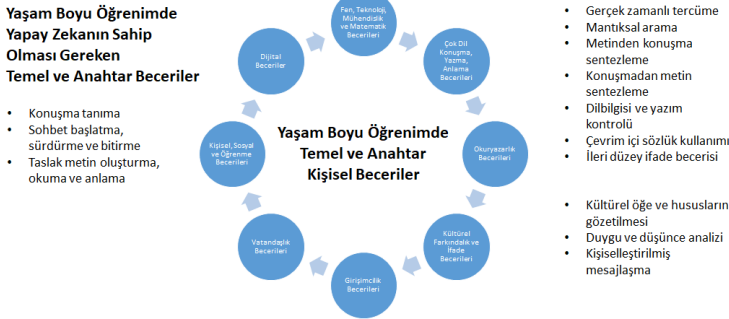 Yaşam Boyu Öğrenimde
Yapay Zekanın Sahip
Olması Gereken
Temel ve Anahtar Beceriler
• Konuşma tanıma
• Sohbet başlatma,
sürdürme ve bitirme
• Taslak metin oluşturma,
okuma ve anlama
Fen, Teknoloji,
Mühendislik
ve Matematik
Becerileri
Çok Dil
Konuşma,
Yazma,
Anlama
Becerileri
Okuryazarlık
Becerileri
Kültürel
Farkındalık ve
İfade
Becerileri
Girişimcilik
Becerileri
Vatandaşlık
Becerileri
Kişisel, Sosyal
ve Öğrenme
Becerileri
Dijital
Beceriler
Yaşam Boyu Öğrenimde
Temel ve Anahtar
Kişisel Beceriler
• Gerçek zamanlı tercüme
• Mantıksal arama
• Metinden konuşma
sentezleme
• Konuşmadan metin
sentezleme
• Dilbilgisi ve yazım
kontrolü
• Çevrim içi sözlük kullanımı
• İleri düzey ifade becerisi
• Kültürel öğe ve hususların
gözetilmesi
• Duygu ve düşünce analizi
• Kişiselleştirilmiş
mesajlaşma